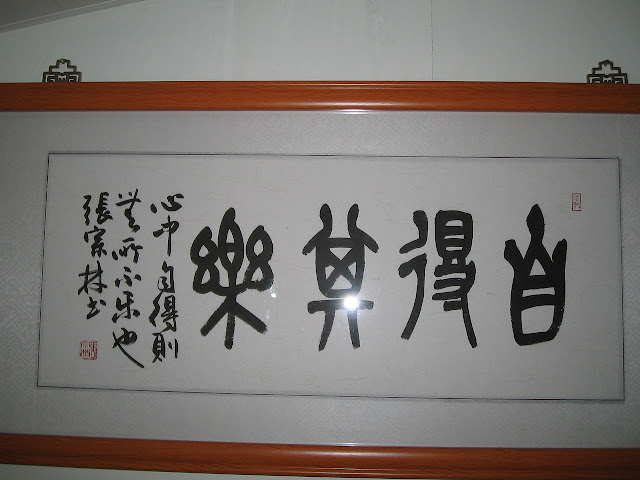 自得其樂
心中自得則
無所不樂也
張宗林書